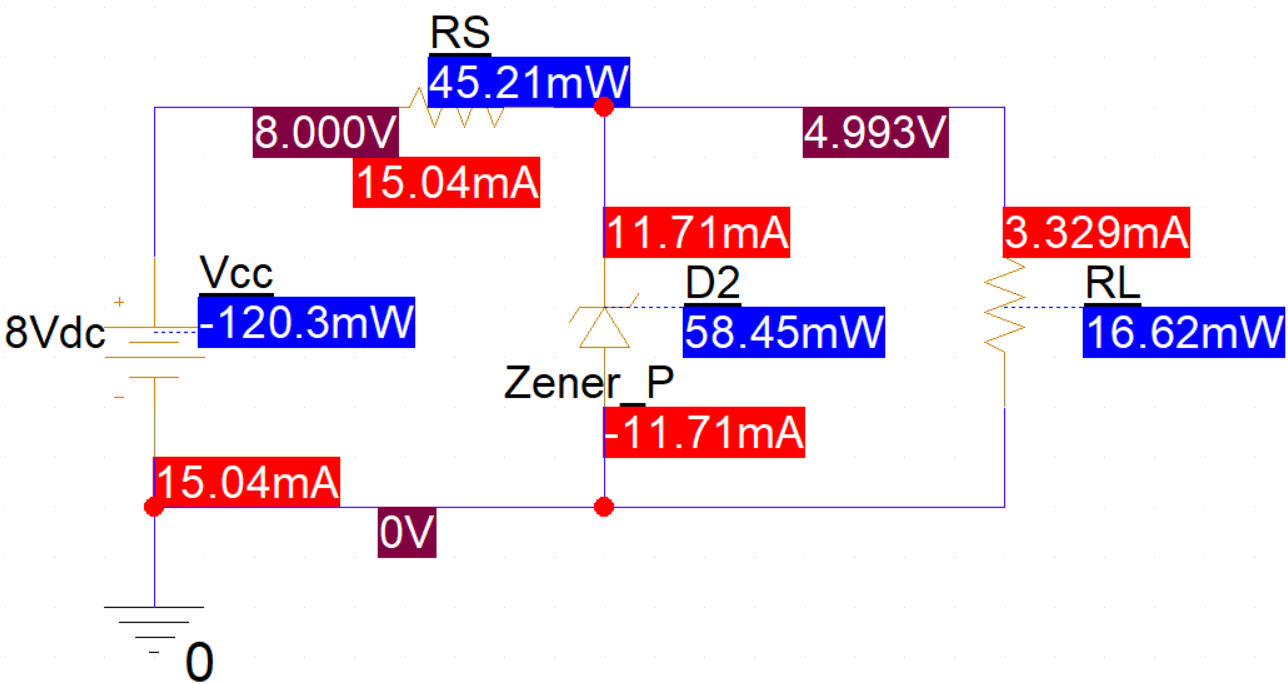 RS
45.21mW
8.000V
4.993V
15.04mA
11.71mA
3.329mA
Vcc
D2
RL
+
-120.3mW
58.45mW
16.62mW
8Vdc
Zener_P
-
-11.71mA
15.04mA
0V
0